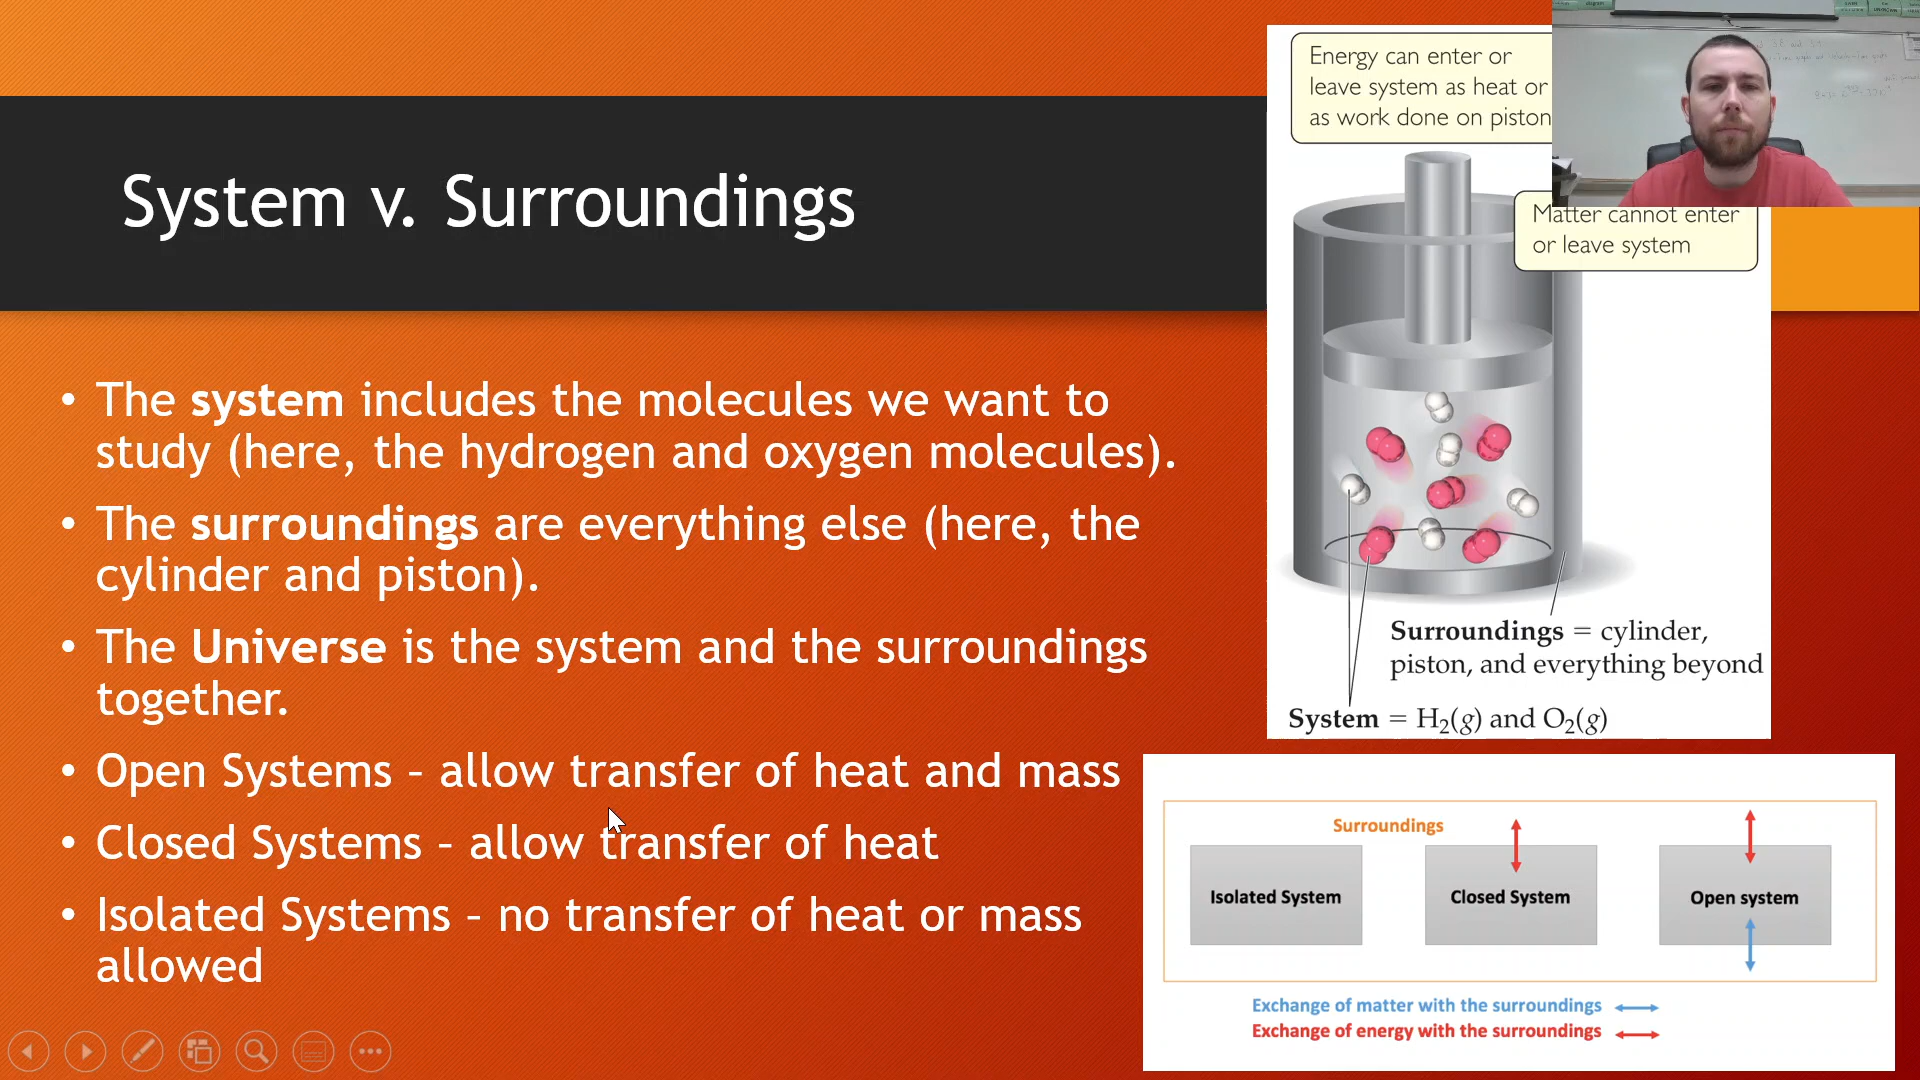 System v. Surroundings
• The system includes the molecules we want to
study (here, the hydrogen and oxygen molecules).
• The surroundings are everything else (here, the
cylinder and piston).
• The Universe is the system and the surroundings
together.
• Open Systems – allow transfer of heat and mass
• Closed Systems – allow transfer of heat
• Isolated Systems – no transfer of heat or mass
allowed
Energy can enter or
leave system as heat or
as work done on piston
Matter cannot enter
or leave system
Surroundings = cylinder,
piston, and everything beyond
System = H₂(g) and O₂(g)
Surroundings
Isolated System
Closed System
Open system
Exchange of matter with the surroundings
Exchange of energy with the surroundings